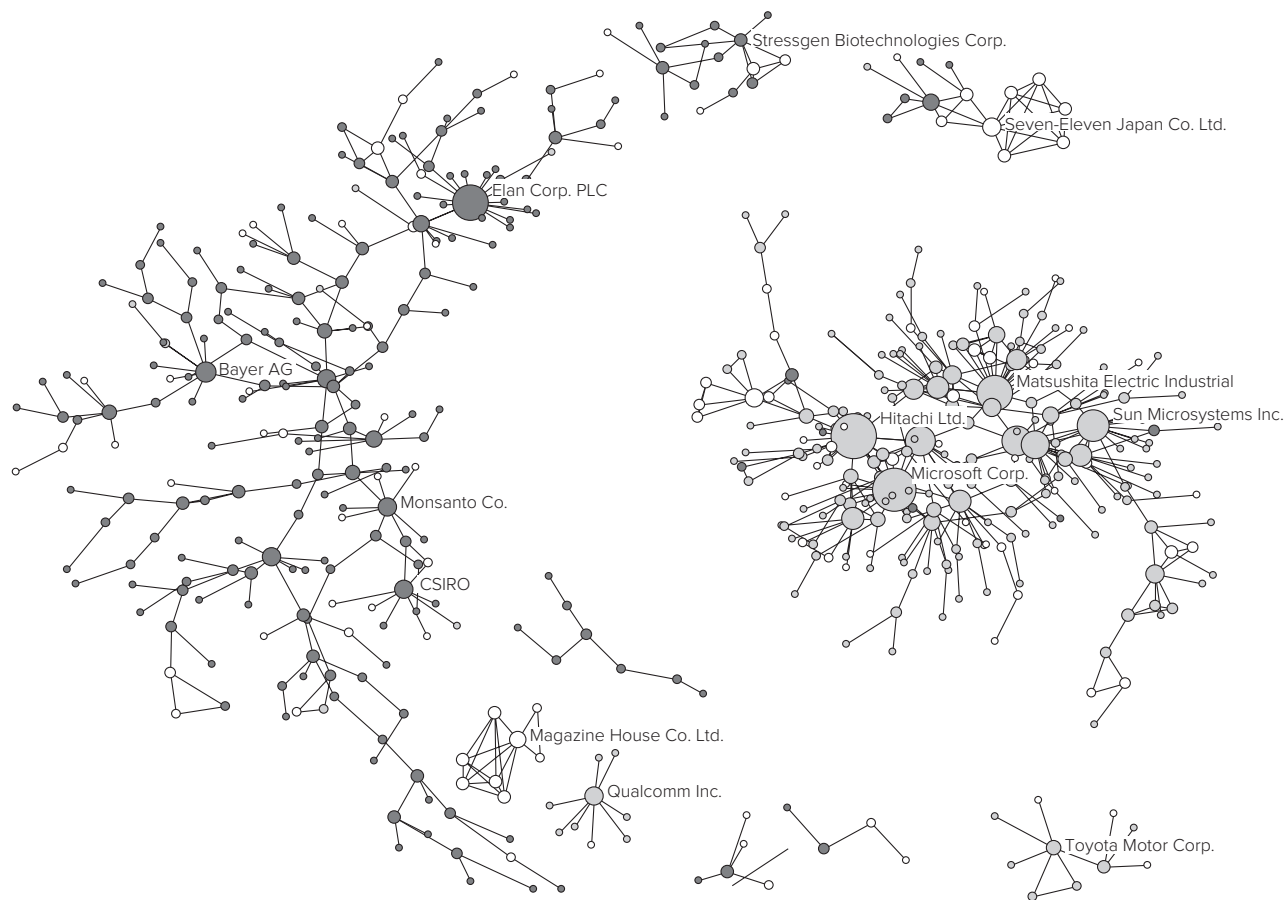 Stressgen Biotechnologies Corp.
Seven-Eleven Japan Co. Ltd.
Elan Corp. PLC
Bayer AG
Matsushita Electric Industrial
Hitachi Ltd.
Sun Microsystems Inc.
Microsoft Corp.
Monsanto Co.
CSIRO
Magazine House Co. Ltd.
Qualcomm Inc.
Toyota Motor Corp.